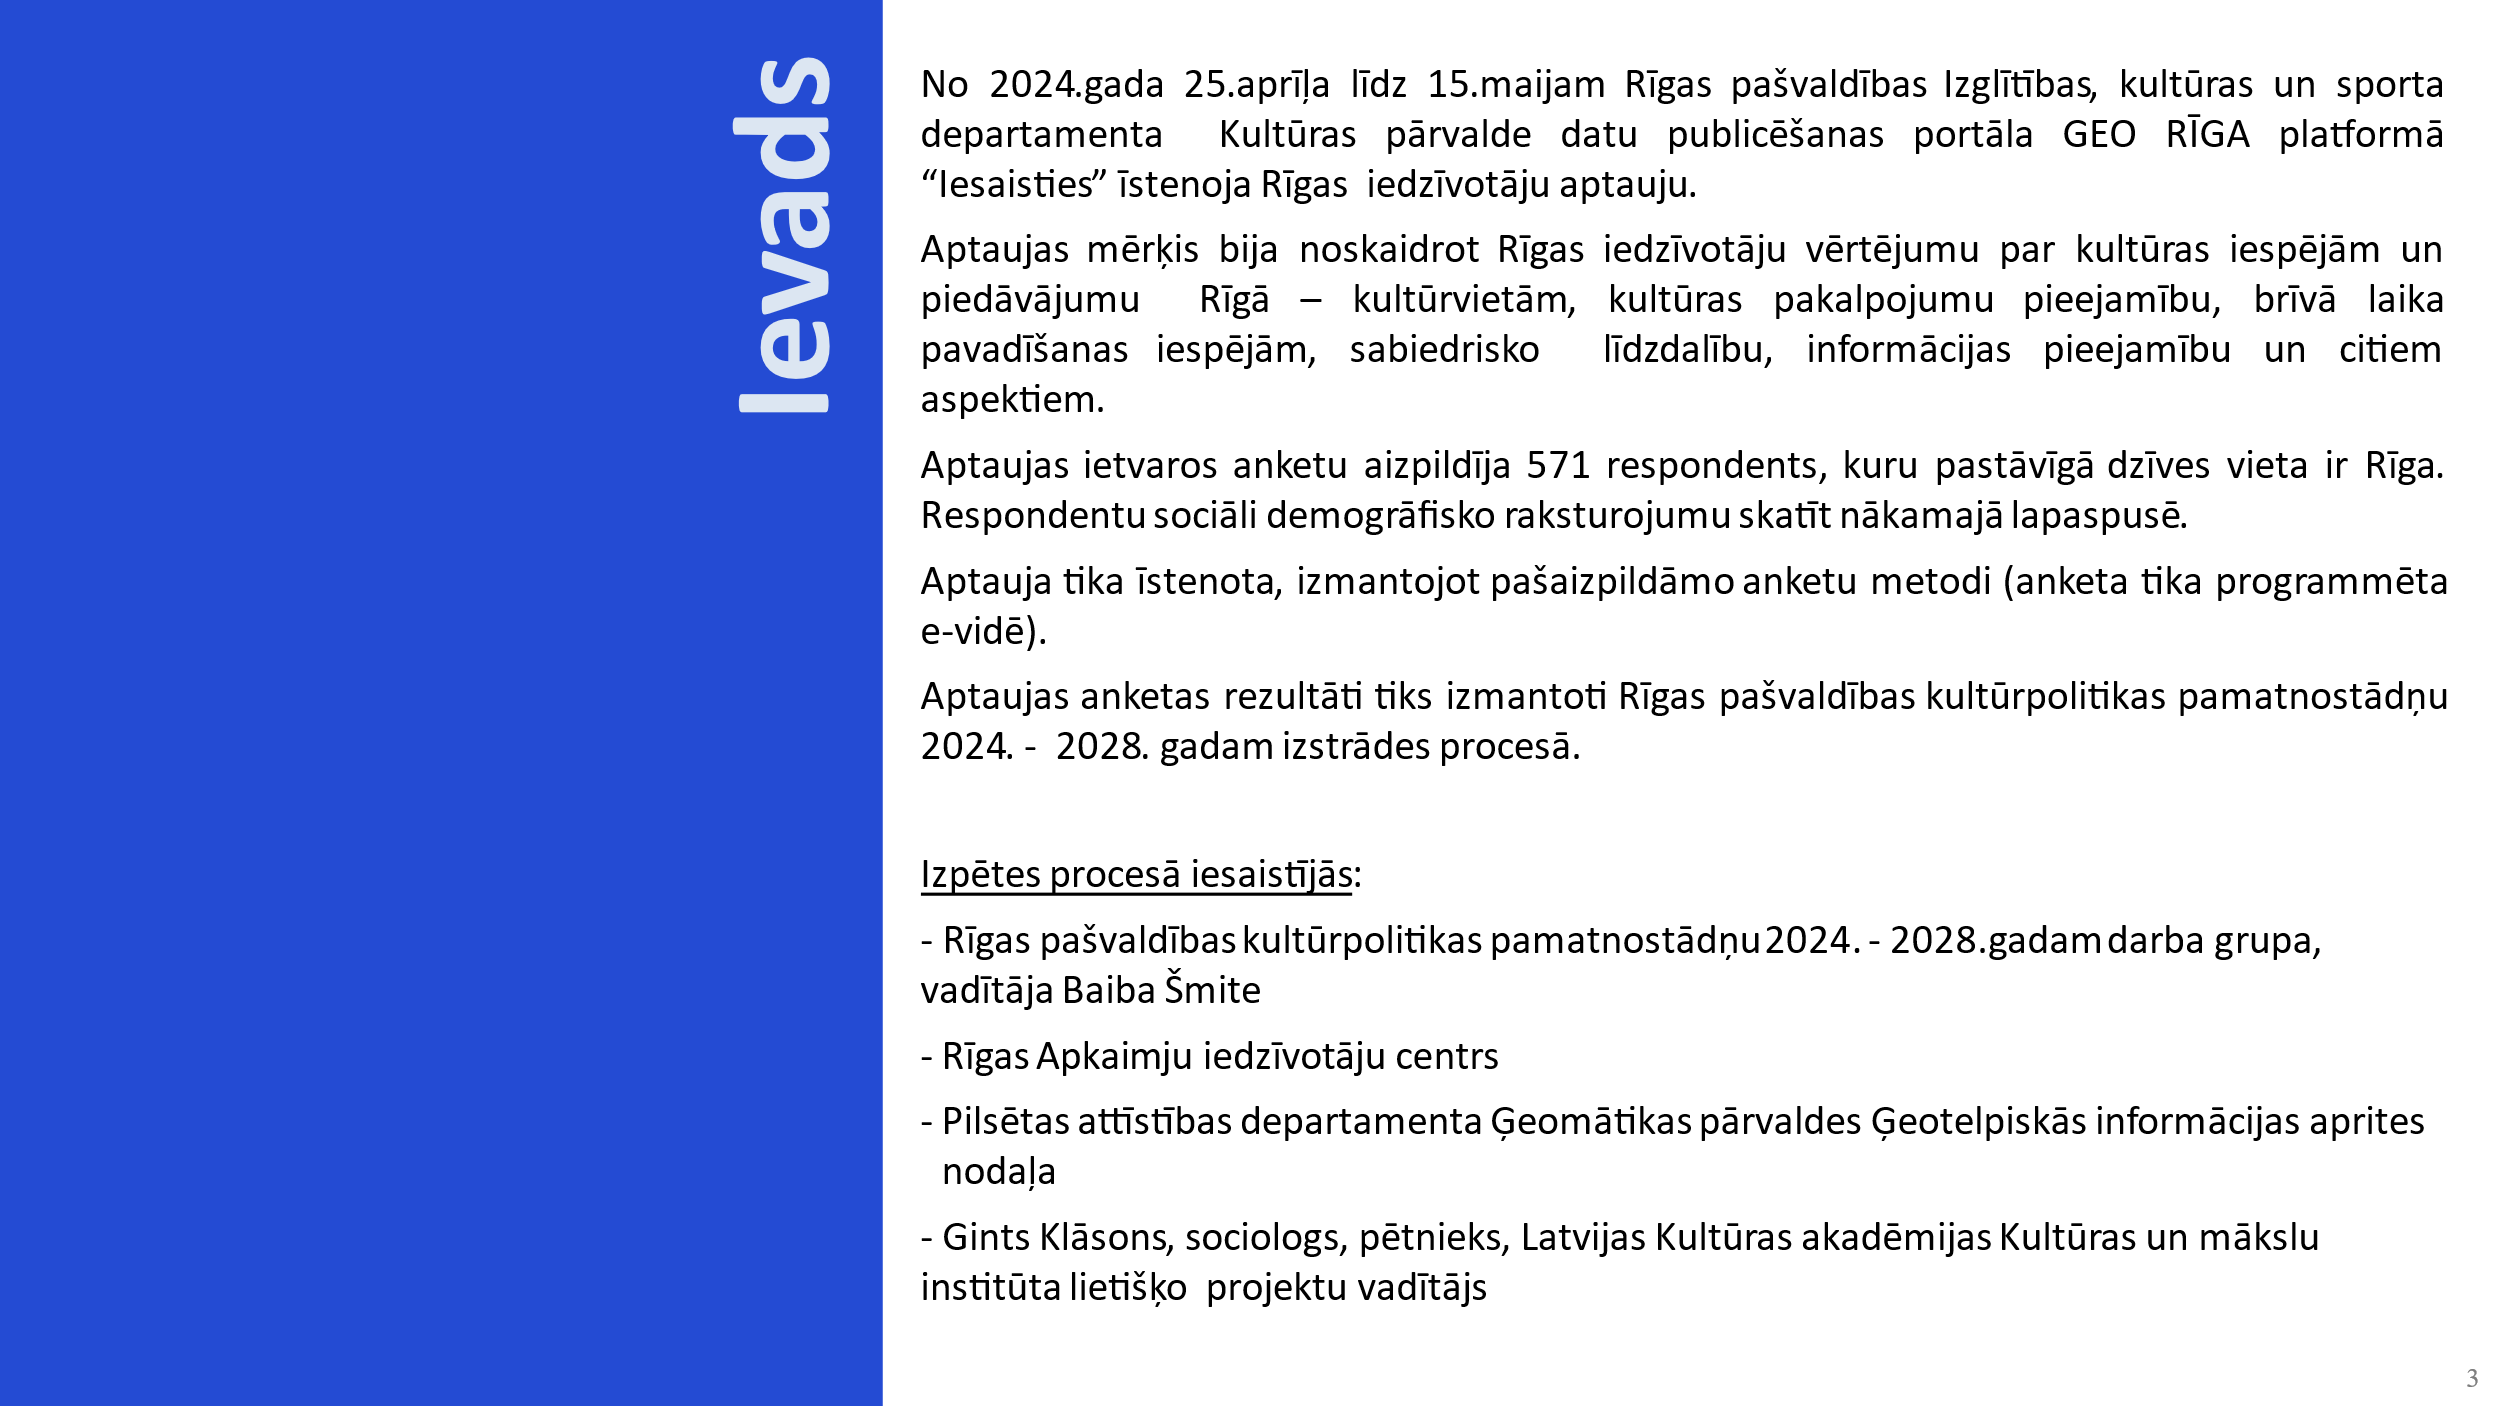 Ievads
No 2024.gada 25.aprīļa līdz 15.maijam Rīgas pašvaldības Izglītības, kultūras un sporta
departamenta Kultūras pārvalde datu publicēšanas portāla GEO RĪGA platformā
“Iesaisties” īstenoja Rīgas iedzīvotāju aptauju.
Aptaujas mērķis bija noskaidrot Rīgas iedzīvotāju vērtējumu par kultūras iespējām un
piedāvājumu Rīgā – kultūrvietām, kultūras pakalpojumu pieejamību, brīvā laika
pavadīšanas iespējām, sabiedrisko līdzdalību, informācijas pieejamību un citiem
aspektiem.
Aptaujas ietvaros anketu aizpildīja 571 respondents, kuru pastāvīgā dzīves vieta ir Rīga.
Respondentu sociāli demogrāfisko raksturojumu skatīt nākamajā lapaspusē.
Aptauja tika īstenota, izmantojot pašaizpildāmo anketu metodi (anketa tika programmēta
e-vidē).
Aptaujas anketas rezultāti tiks izmantoti Rīgas pašvaldības kultūrpolitikas pamatnostādņu
2024. - 2028. gadam izstrādes procesā.
Izpētes procesā iesaistījās:
- Rīgas pašvaldības kultūrpolitikas pamatnostādņu 2024. - 2028.gadam darba grupa,
vadītāja Baiba Šmite
- Rīgas Apkaimju iedzīvotāju centrs
- Pilsētas attīstības departamenta Ģeomātikas pārvaldes Ģeotelpiskās informācijas aprites
nodaļa
- Gints Klāsons, sociologs, pētnieks, Latvijas Kultūras akadēmijas Kultūras un mākslu
institūta lietišķo projektu vadītājs
3